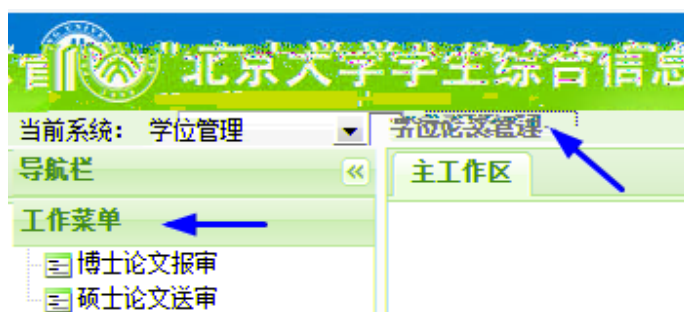 北京大学学生综合信息
当前系统： 学位管理 学位论文管理
导航栏 主工作区
工作菜单
博士论文报审
硕士论文送审